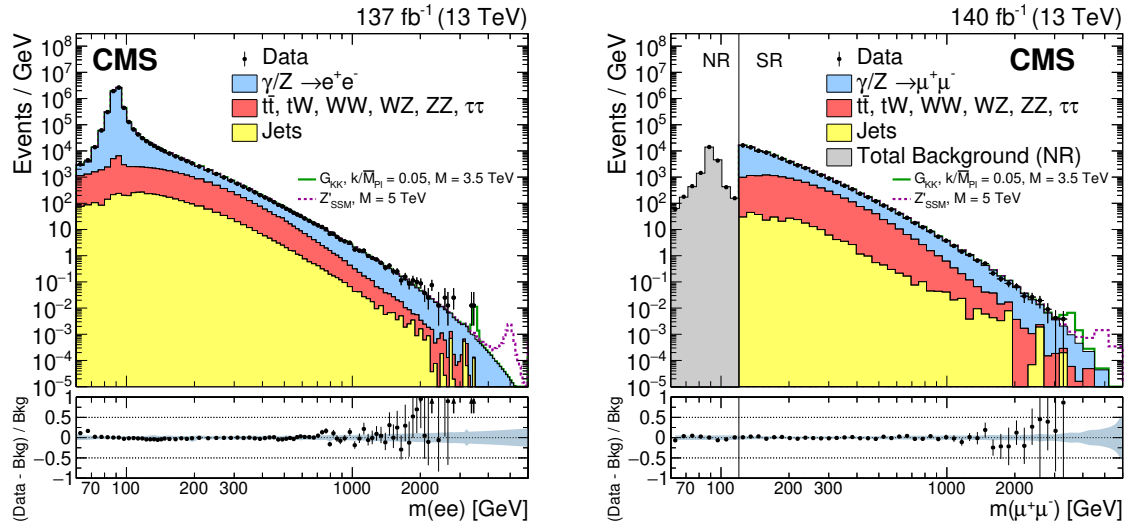 137 fb⁻¹ (13 TeV)
CMS
Data
γ/Z → e⁺e⁻
tt̄, tW, WW, WZ, ZZ, ττ
Jets
G_KK, k/M̄_Pl = 0.05, M = 3.5 TeV
Z'_SSM, M = 5 TeV
Events / GeV
10⁸
10⁷
10⁶
10⁵
10⁴
10³
10²
10
1
10⁻¹
10⁻²
10⁻³
10⁻⁴
10⁻⁵
(Data - Bkg) / Bkg
1
0.5
0
−0.5
−1
70 100 200 300 1000 2000
m(ee) [GeV]
140 fb⁻¹ (13 TeV)
NR SR
CMS
Data
γ/Z → μ⁺μ⁻
tt̄, tW, WW, WZ, ZZ, ττ
Jets
Total Background (NR)
G_KK, k/M̄_Pl = 0.05, M = 3.5 TeV
Z'_SSM, M = 5 TeV
Events / GeV
10⁸
10⁷
10⁶
10⁵
10⁴
10³
10²
10
1
10⁻¹
10⁻²
10⁻³
10⁻⁴
10⁻⁵
(Data - Bkg) / Bkg
1
0.5
0
−0.5
−1
70 100 200 300 1000 2000
m(μ⁺μ⁻) [GeV]